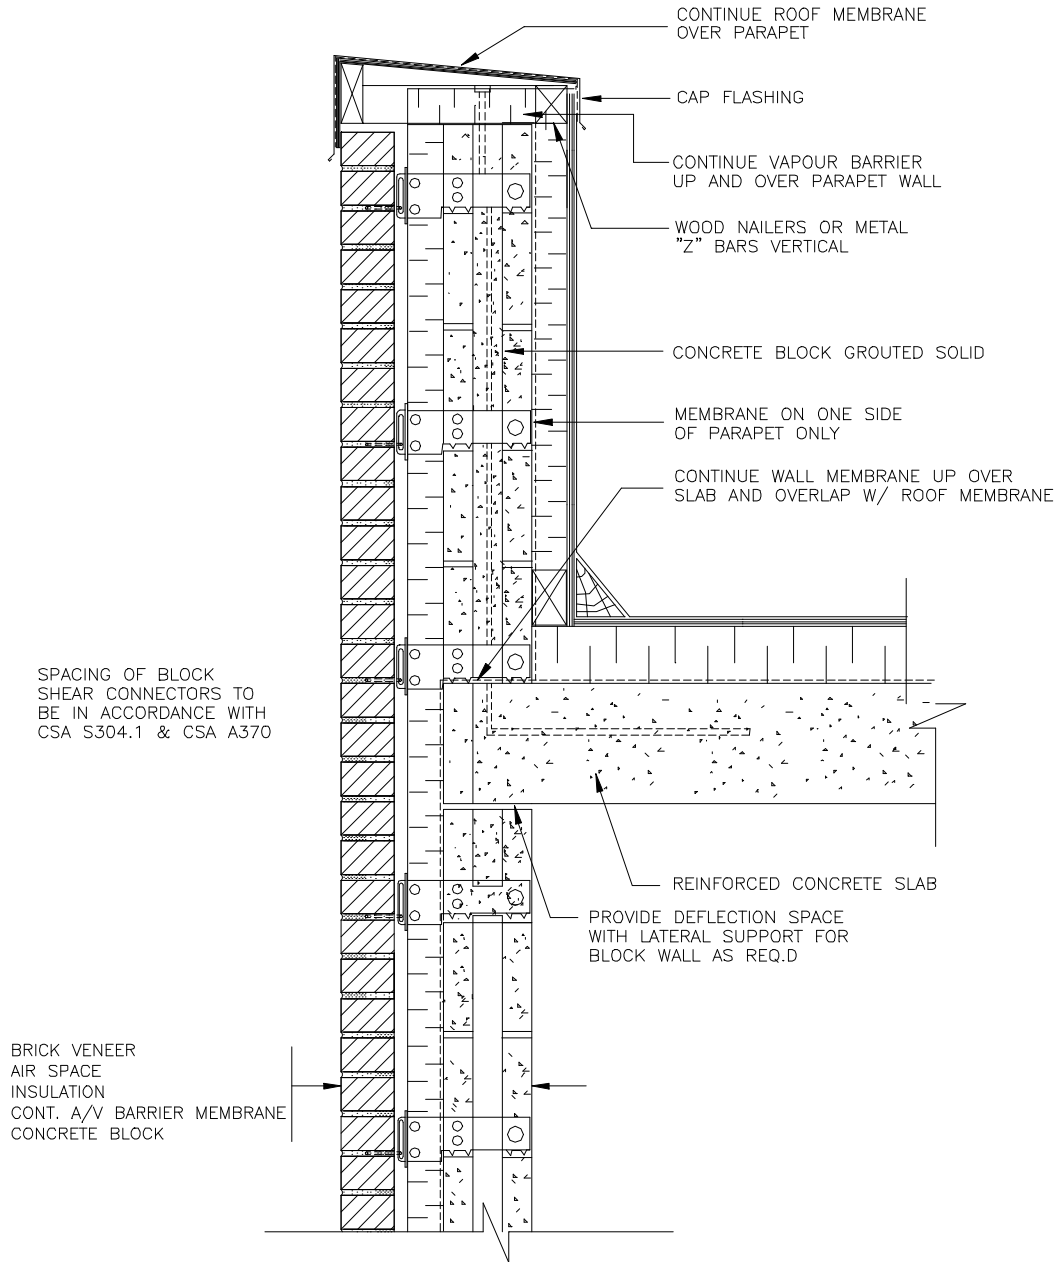 CONTINUE ROOF MEMBRANE
OVER PARAPET
CAP FLASHING
CONTINUE VAPOUR BARRIER
UP AND OVER PARAPET WALL
WOOD NAILERS OR METAL
"Z" BARS VERTICAL
CONCRETE BLOCK GROUTED SOLID
MEMBRANE ON ONE SIDE
OF PARAPET ONLY
CONTINUE WALL MEMBRANE UP OVER
SLAB AND OVERLAP W/ ROOF MEMBRANE
SPACING OF BLOCK
SHEAR CONNECTORS TO
BE IN ACCORDANCE WITH
CSA S304.1 & CSA A370
REINFORCED CONCRETE SLAB
PROVIDE DEFLECTION SPACE
WITH LATERAL SUPPORT FOR
BLOCK WALL AS REQ.D
BRICK VENEER
AIR SPACE
INSULATION
CONT. A/V BARRIER MEMBRANE
CONCRETE BLOCK